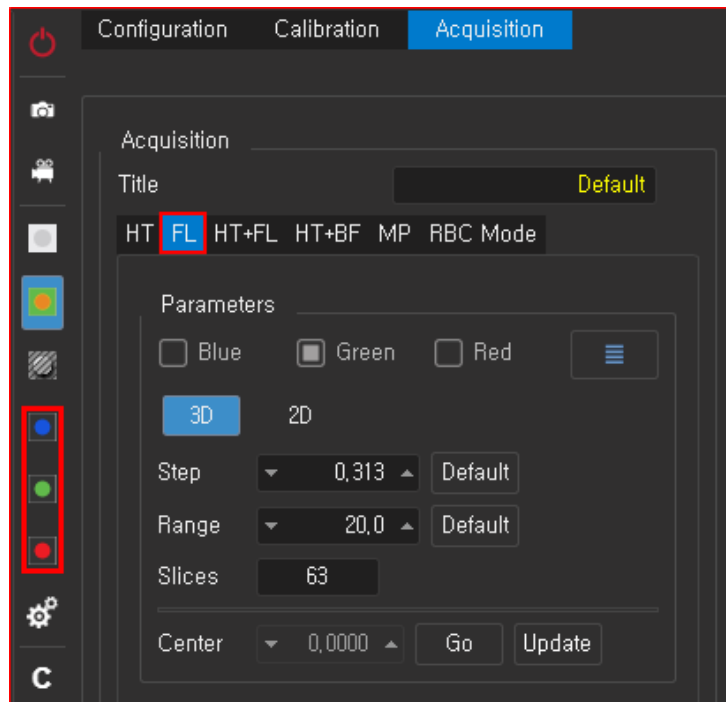 Configuration Calibration Acquisition
Acquisition
Title Default
HT FL HT+FL HT+BF MP RBC Mode
Parameters
Blue Green Red
3D 2D
Step 0,313 Default
Range 20,0 Default
Slices 63
Center 0,0000 Go Update
C